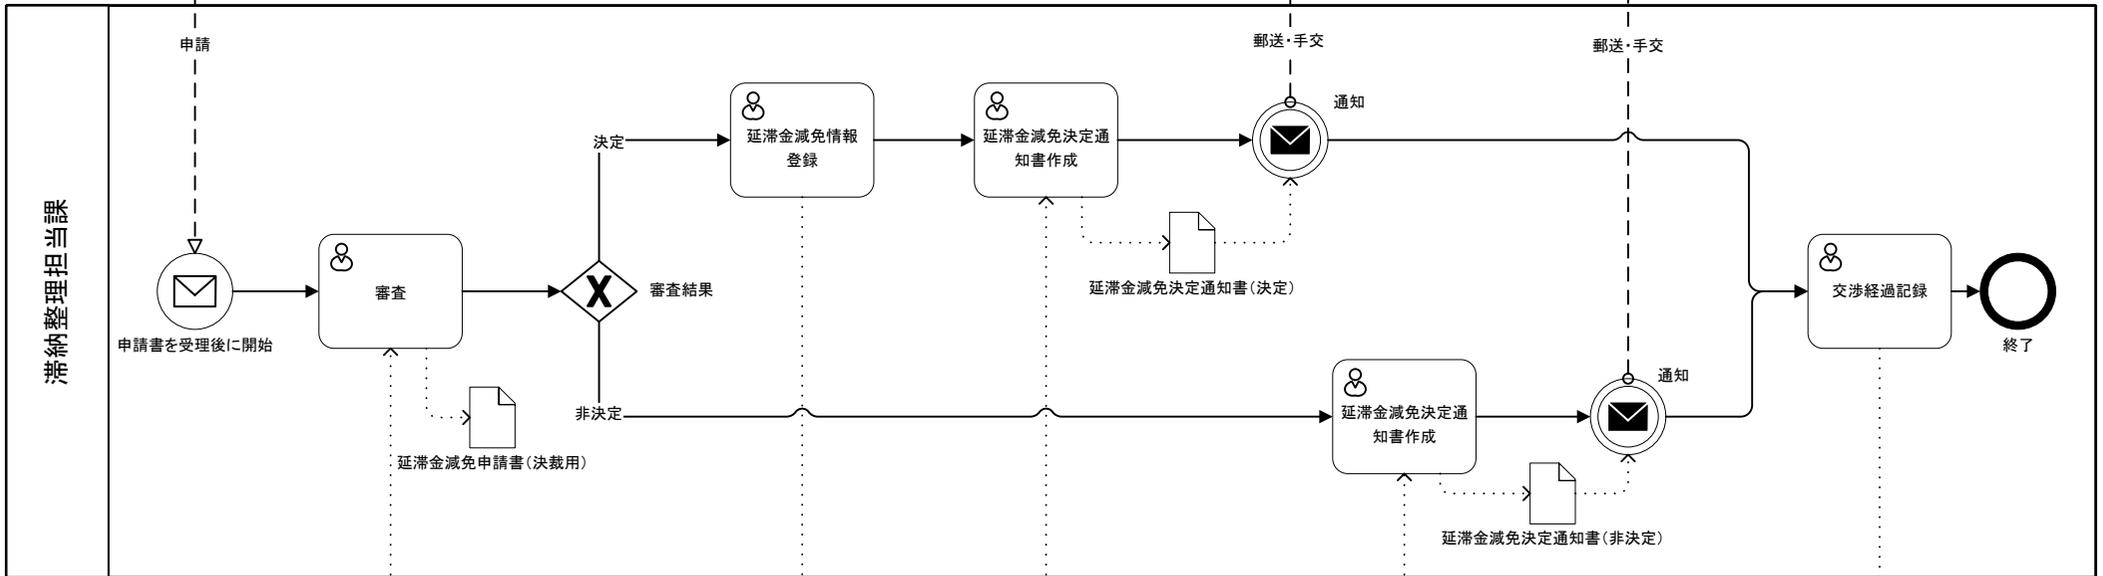 滞納整理担当課
申請
申請書を受理後に開始
審査
延滞金減免申請書(決裁用)
審査結果
決定
非決定
延滞金減免情報
登録
延滞金減免決定通
知書作成
延滞金減免決定通知書(決定)
郵送・手交
通知
延滞金減免決定通
知書作成
延滞金減免決定通知書(非決定)
郵送・手交
通知
交渉経過記録
終了